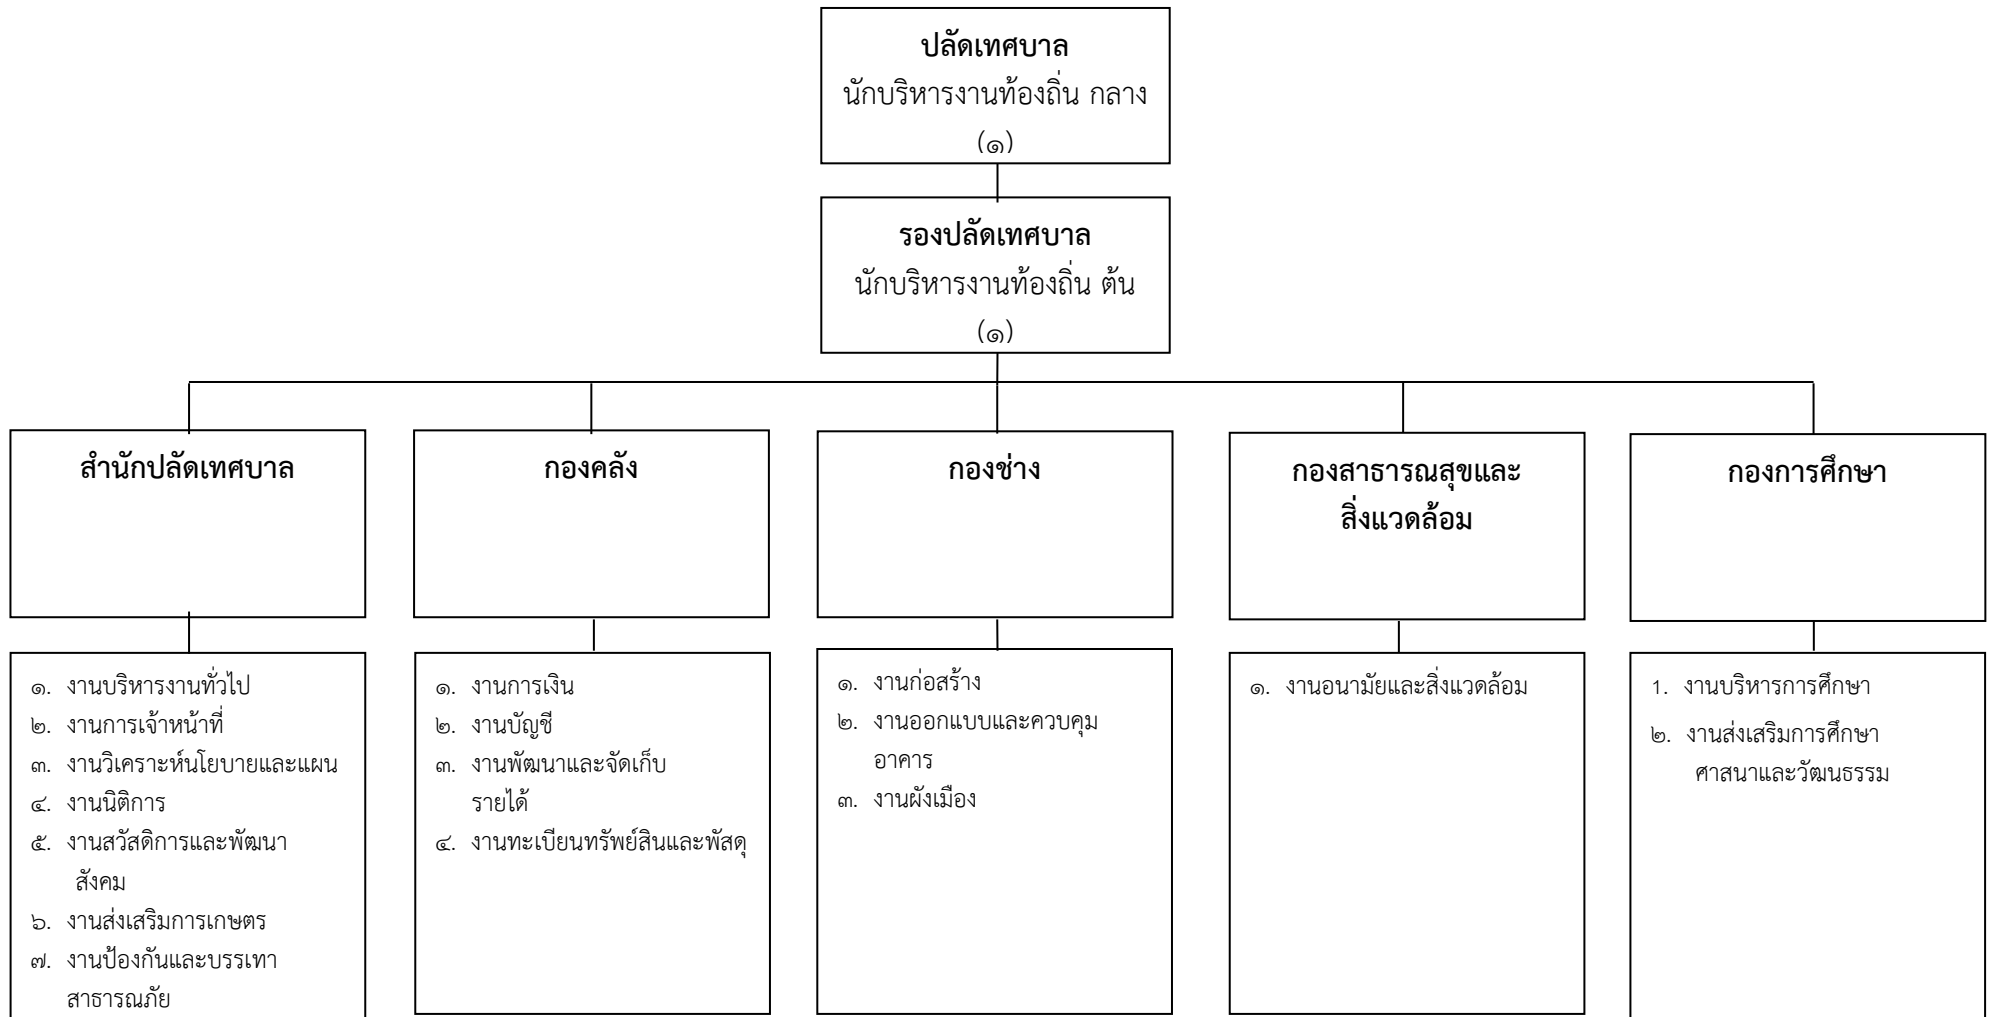 ปลัดเทศบาล
นักบริหารงานท้องถิ่น กลาง
(๑)
รองปลัดเทศบาล
นักบริหารงานท้องถิ่น ต้น
(๑)
สำนักปลัดเทศบาล
กองคลัง
กองช่าง
กองสาธารณสุขและ
สิ่งแวดล้อม
กองการศึกษา
๑. งานบริหารงานทั่วไป
๒. งานการเจ้าหน้าที่
๓. งานวิเคราะห์นโยบายและแผน
๔. งานนิติการ
๕. งานสวัสดิการและพัฒนา
สังคม
๖. งานส่งเสริมการเกษตร
๗. งานป้องกันและบรรเทา
สาธารณภัย
๑. งานการเงิน
๒. งานบัญชี
๓. งานพัฒนาและจัดเก็บ
รายได้
๔. งานทะเบียนทรัพย์สินและพัสดุ
๑. งานก่อสร้าง
๒. งานออกแบบและควบคุม
อาคาร
๓. งานผังเมือง
๑. งานอนามัยและสิ่งแวดล้อม
1. งานบริหารการศึกษา
๒. งานส่งเสริมการศึกษา
ศาสนาและวัฒนธรรม